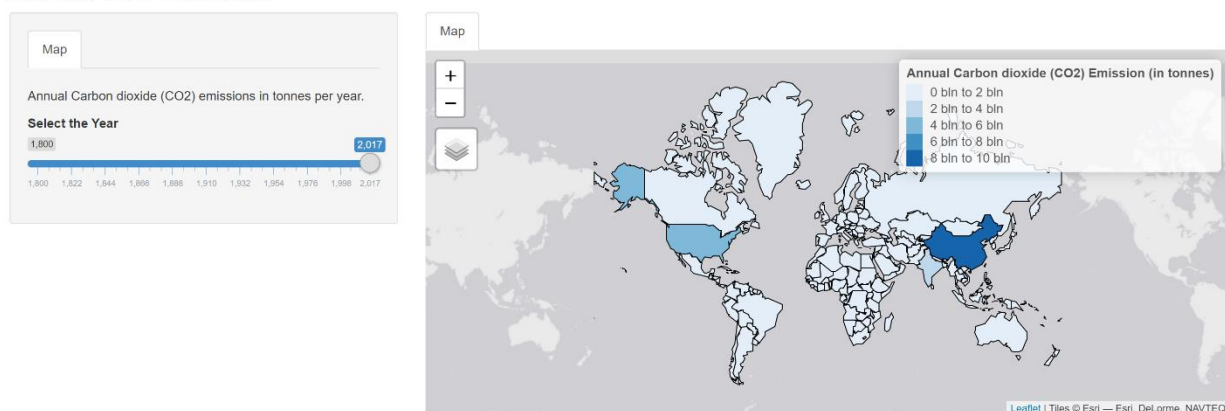 Map
Annual Carbon dioxide (CO2) emissions in tonnes per year.
Select the Year
1,800
2,017
1,800 1,822 1,844 1,866 1,888 1,910 1,932 1,954 1,976 1,998 2,017
Map
+
−
Annual Carbon dioxide (CO2) Emission (in tonnes)
0 bln to 2 bln
2 bln to 4 bln
4 bln to 6 bln
6 bln to 8 bln
8 bln to 10 bln
Leaflet | Tiles © Esri — Esri, DeLorme, NAVTEQ